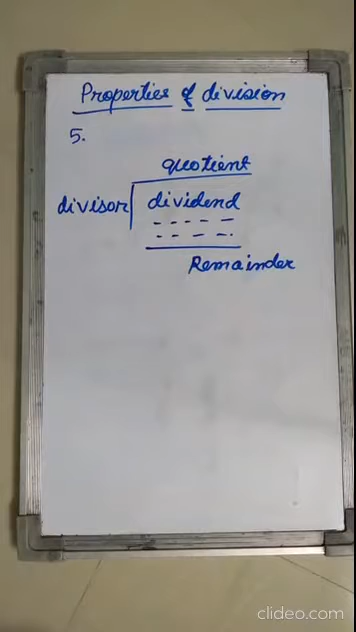 Properties of division
5.
quotient
divisor dividend
Remainder
clideo.com